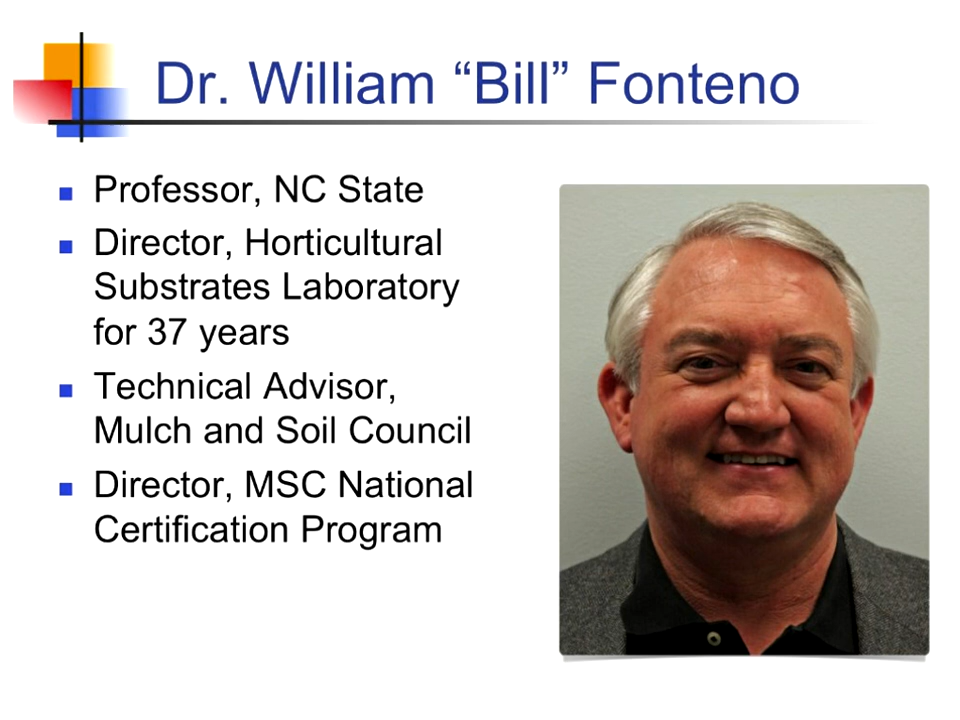 Dr. William “Bill” Fonteno
Professor, NC State
Director, Horticultural
Substrates Laboratory
for 37 years
Technical Advisor,
Mulch and Soil Council
Director, MSC National
Certification Program